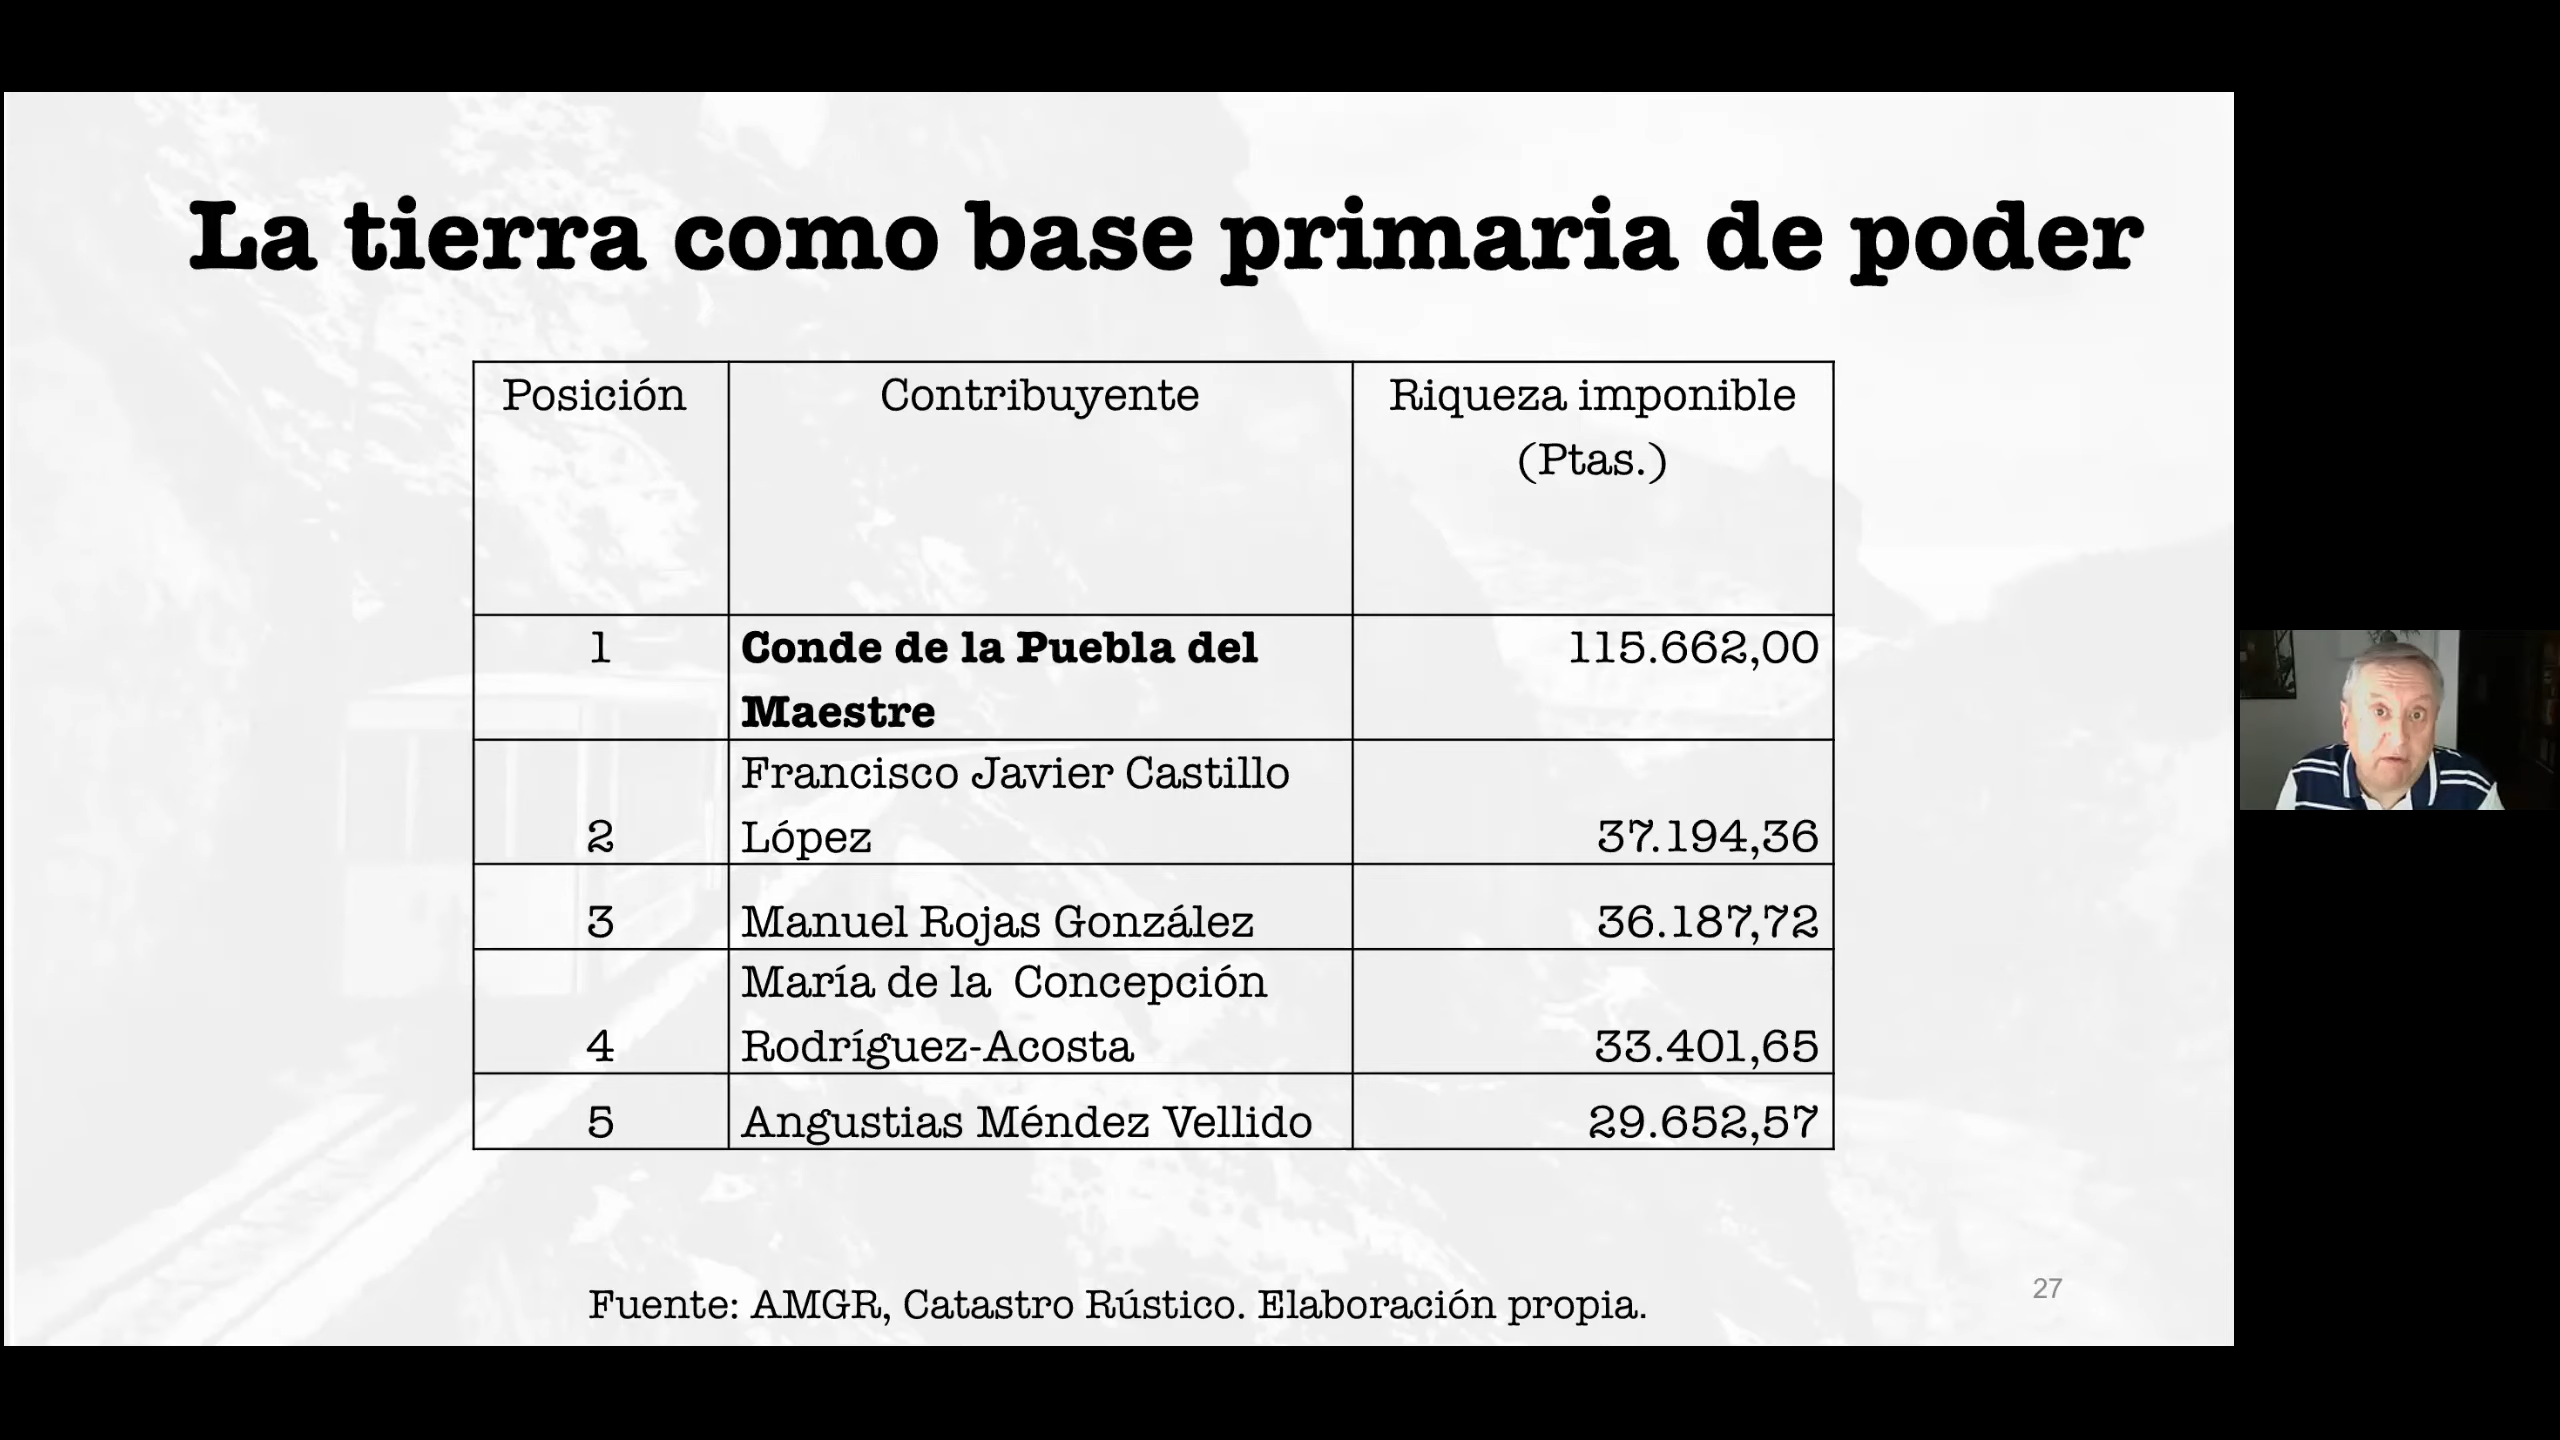 La tierra como base primaria de poder
Posición
Contribuyente
Riqueza imponible
(Ptas.)
1
Conde de la Puebla del
Maestre
115.662,00
2
Francisco Javier Castillo
López
37.194,36
3
Manuel Rojas González
36.187,72
4
María de la  Concepción
Rodríguez-Acosta
33.401,65
5
Angustias Méndez Vellido
29.652,57
Fuente: AMGR, Catastro Rústico. Elaboración propia.
27